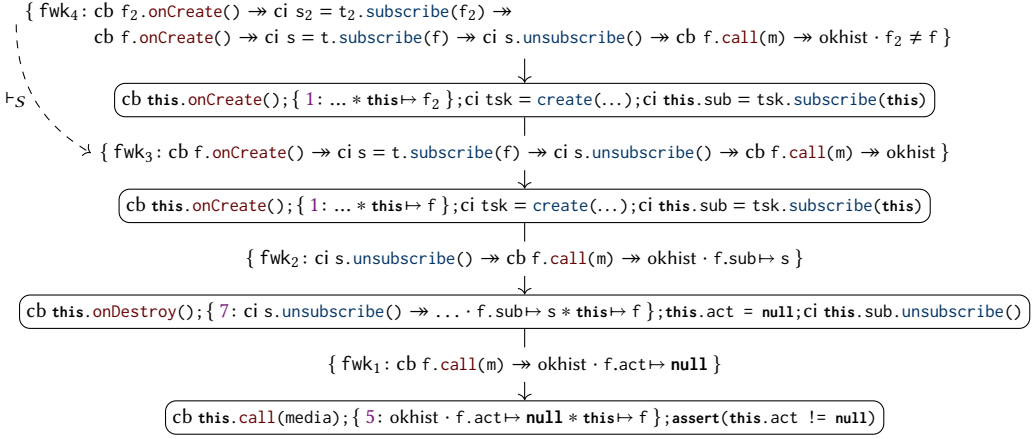 { fwk₄: cb f₂.onCreate() ↠ ci s₂ = t₂.subscribe(f₂) ↠
cb f.onCreate() ↠ ci s = t.subscribe(f) ↠ ci s.unsubscribe() ↠ cb f.call(m) ↠ okhist · f₂ ≠ f }
cb this.onCreate();{ 1: ... * this ↦ f₂ };ci tsk = create(...);ci this.sub = tsk.subscribe(this)
⊢S
{ fwk₃: cb f.onCreate() ↠ ci s = t.subscribe(f) ↠ ci s.unsubscribe() ↠ cb f.call(m) ↠ okhist }
cb this.onCreate();{ 1: ... * this ↦ f };ci tsk = create(...);ci this.sub = tsk.subscribe(this)
{ fwk₂: ci s.unsubscribe() ↠ cb f.call(m) ↠ okhist · f.sub ↦ s }
cb this.onDestroy();{ 7: ci s.unsubscribe() ↠ ... · f.sub ↦ s * this ↦ f };this.act = null;ci this.sub.unsubscribe()
{ fwk₁: cb f.call(m) ↠ okhist · f.act ↦ null }
cb this.call(media);{ 5: okhist · f.act ↦ null * this ↦ f };assert(this.act != null)